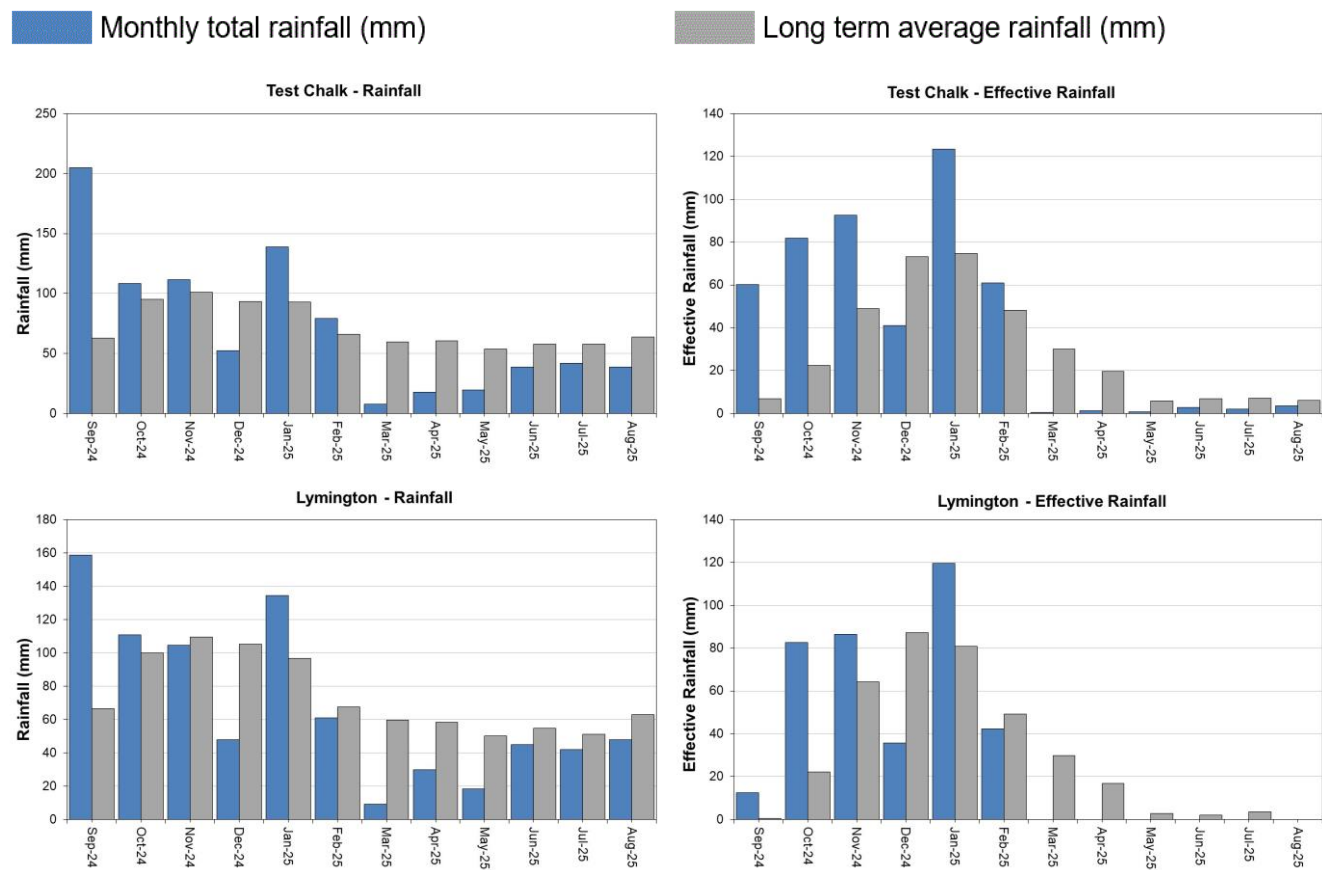 Monthly total rainfall (mm) Long term average rainfall (mm)
Test Chalk - Rainfall
Rainfall (mm)
250
200
150
100
50
0
Sep-24 Oct-24 Nov-24 Dec-24 Jan-25 Feb-25 Mar-25 Apr-25 May-25 Jun-25 Jul-25 Aug-25
Test Chalk - Effective Rainfall
Effective Rainfall (mm)
140
120
100
80
60
40
20
0
Sep-24 Oct-24 Nov-24 Dec-24 Jan-25 Feb-25 Mar-25 Apr-25 May-25 Jun-25 Jul-25 Aug-25
Lymington - Rainfall
Rainfall (mm)
180
160
140
120
100
80
60
40
20
0
Sep-24 Oct-24 Nov-24 Dec-24 Jan-25 Feb-25 Mar-25 Apr-25 May-25 Jun-25 Jul-25 Aug-25
Lymington - Effective Rainfall
Effective Rainfall (mm)
140
120
100
80
60
40
20
0
Sep-24 Oct-24 Nov-24 Dec-24 Jan-25 Feb-25 Mar-25 Apr-25 May-25 Jun-25 Jul-25 Aug-25